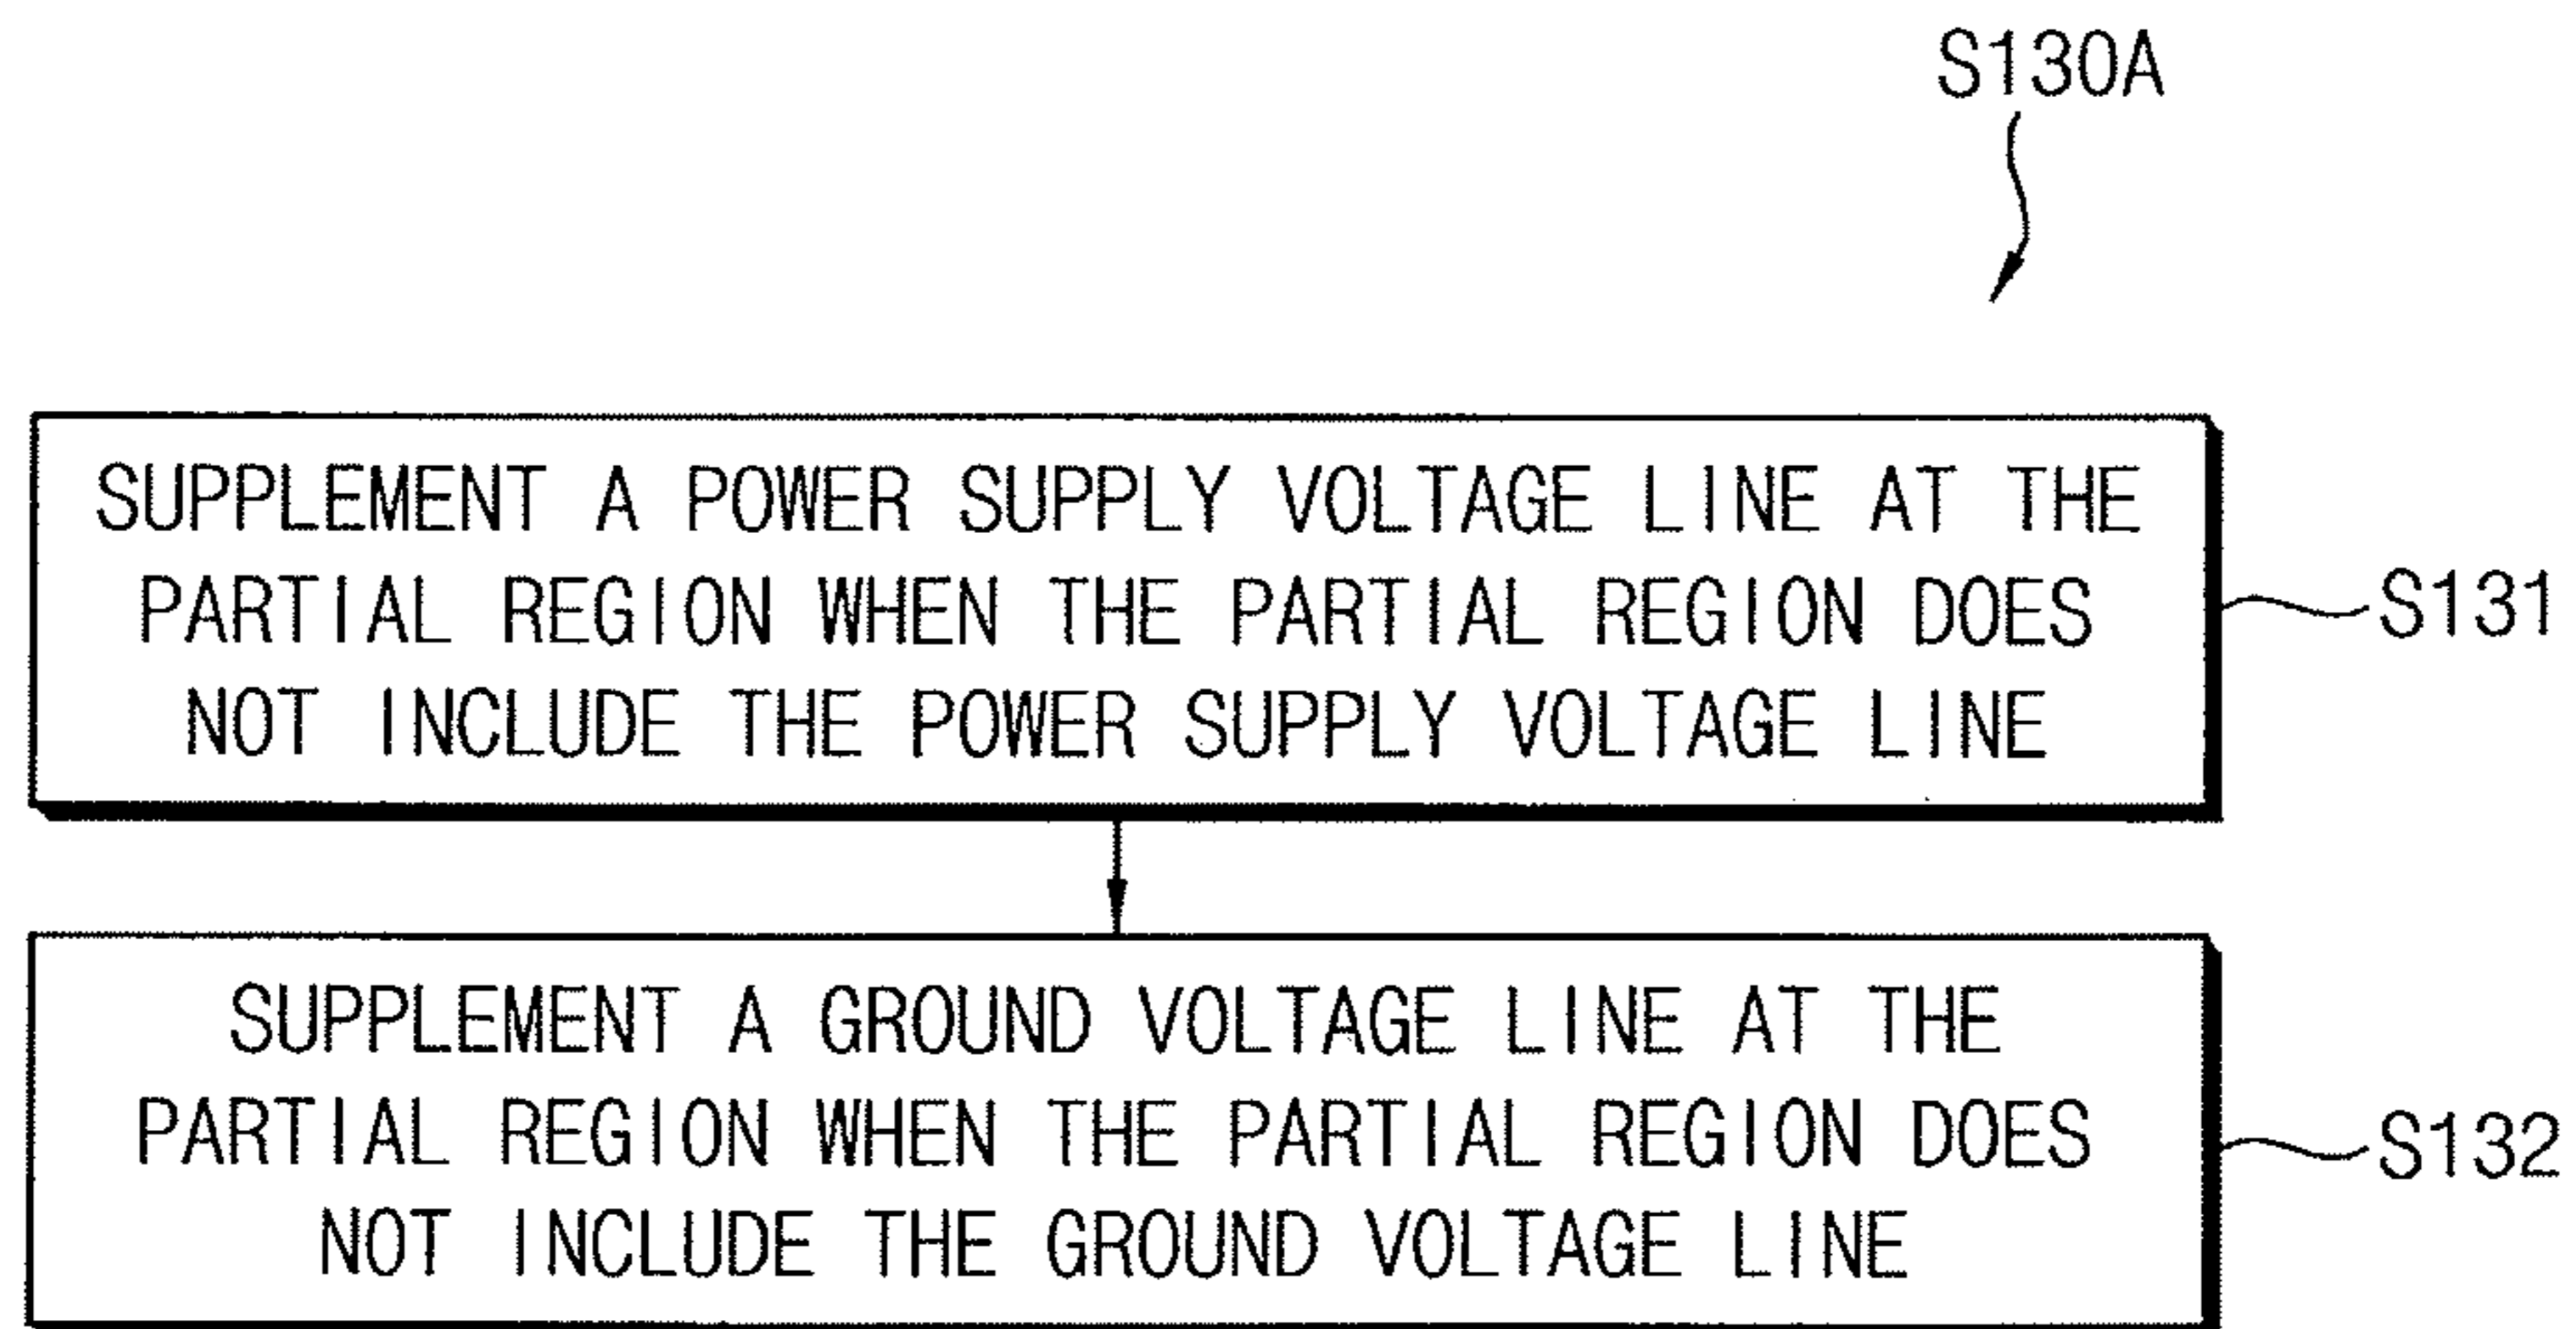 S130A
SUPPLEMENT A POWER SUPPLY VOLTAGE LINE AT THE
PARTIAL REGION WHEN THE PARTIAL REGION DOES
NOT INCLUDE THE POWER SUPPLY VOLTAGE LINE
S131
SUPPLEMENT A GROUND VOLTAGE LINE AT THE
PARTIAL REGION WHEN THE PARTIAL REGION DOES
NOT INCLUDE THE GROUND VOLTAGE LINE
S132